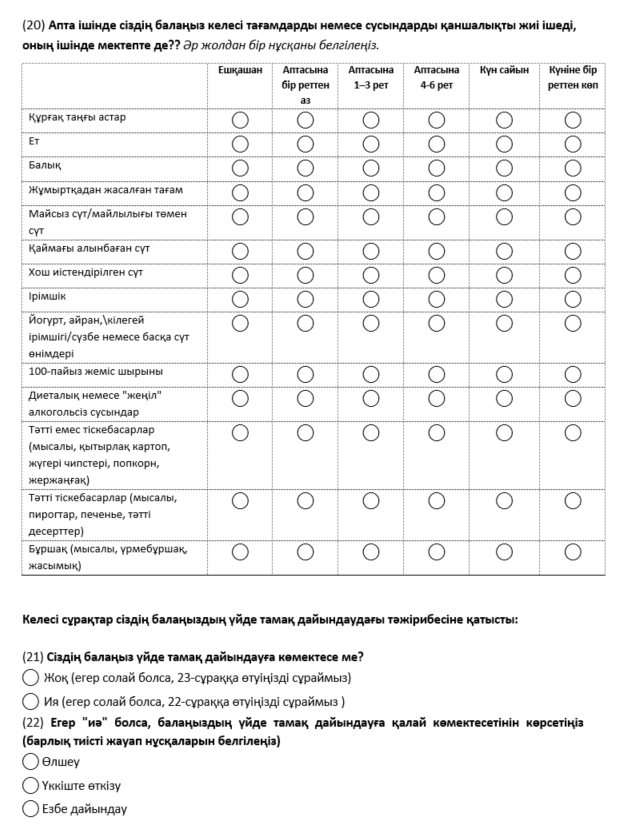 (20) Апта ішінде сіздің балаңыз келесі тағамдарды немесе сусындарды қаншалықты жиі ішеді,
оның ішінде мектепте де?? Әр жолдан бір нұсқаны белгілеңіз.
Ешқашан Аптасына бір реттен аз Аптасына 1–3 рет Аптасына 4-6 рет Күн сайын Күніне бір реттен көп
Құрғақ таңғы астар
Ет
Балық
Жұмыртқадан жасалған тағам
Майсыз сүт/майлылығы төмен
сүт
Қаймағы алынбаған сүт
Хош иістендірілген сүт
Ірімшік
Йогурт, айран,\кілегей
ірімшігі/сүзбе немесе басқа сүт
өнімдері
100-пайыз жеміс шырыны
Диеталық немесе "жеңіл"
алкогольсіз сусындар
Тәтті емес тіскебасарлар
(мысалы, қытырлақ картоп,
жүгері чипстері, попкорн,
жержаңғақ)
Тәтті тіскебасарлар (мысалы,
пирогтар, печенье, тәтті
десерттер)
Бұршақ (мысалы, үрмебұршақ,
жасымық)
Келесі сұрақтар сіздің балаңыздың үйде тамақ дайындаудағы тәжірибесіне қатысты:
(21) Сіздің балаңыз үйде тамақ дайындауға көмектесе ме?
Жоқ (егер солай болса, 23-сұраққа өтуіңізді сұраймыз)
Ия (егер солай болса, 22-сұраққа өтуіңізді сұраймыз )
(22) Егер "иә" болса, балаңыздың үйде тамақ дайындауға қалай көмектесетінін көрсетіңіз
(барлық тиісті жауап нұсқаларын белгілеңіз)
Өлшеу
Үккіште өткізу
Езбе дайындау